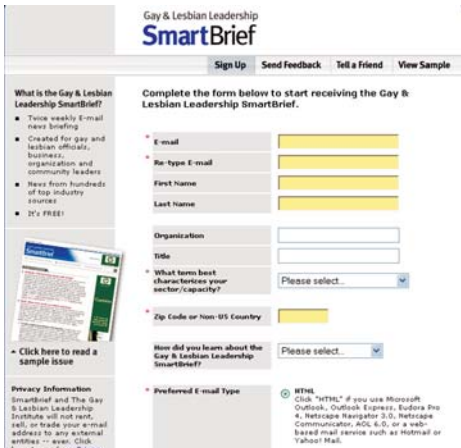 Gay & Lesbian Leadership
SmartBrief
Sign Up
Send Feedback
Tell a Friend
View Sample
What is the Gay & Lesbian
Leadership SmartBrief?
Twice weekly E-mail
news briefing
Created for gay and
lesbian officials,
business,
organization and
community leaders
News from hundreds
of top industry
sources
It's FREE!
SmartBrief
Click here to read a
sample issue
Privacy Information
SmartBrief and The Gay
& Lesbian Leadership
Institute will not rent,
sell, or trade your e-mail
address to any external
entities -- ever. Click
Complete the form below to start receiving the Gay &
Lesbian Leadership SmartBrief.
* E-mail
* Re-type E-mail
* First Name
* Last Name
Organization
Title
* What term best
characterizes your
sector/capacity?
Please select...
* Zip Code or Non-US Country
How did you learn about the
Gay & Lesbian Leadership
SmartBrief?
Please select...
* Preferred E-mail Type
HTML
Click "HTML" if you use Microsoft
Outlook, Outlook Express, Eudora Pro
4, Netscape Navigator 3.0, Netscape
Communicator, AOL 6.0, or a web-
based mail service such as Hotmail or
Yahoo! Mail.